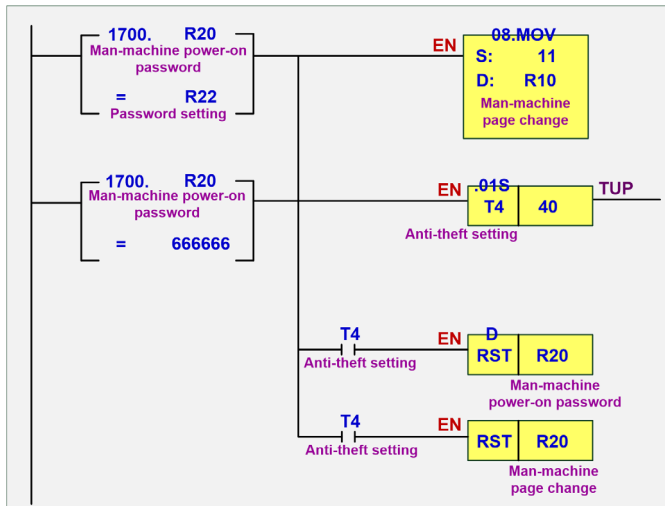 1700. R20
Man-machine power-on
password
= R22
Password setting
EN
08.MOV
S: 11
D: R10
Man-machine
page change
1700. R20
Man-machine power-on
password
= 666666
EN
.01S
T4 40
TUP
Anti-theft setting
T4
Anti-theft setting
EN
D
RST R20
Man-machine
power-on password
T4
Anti-theft setting
EN
RST R20
Man-machine
page change